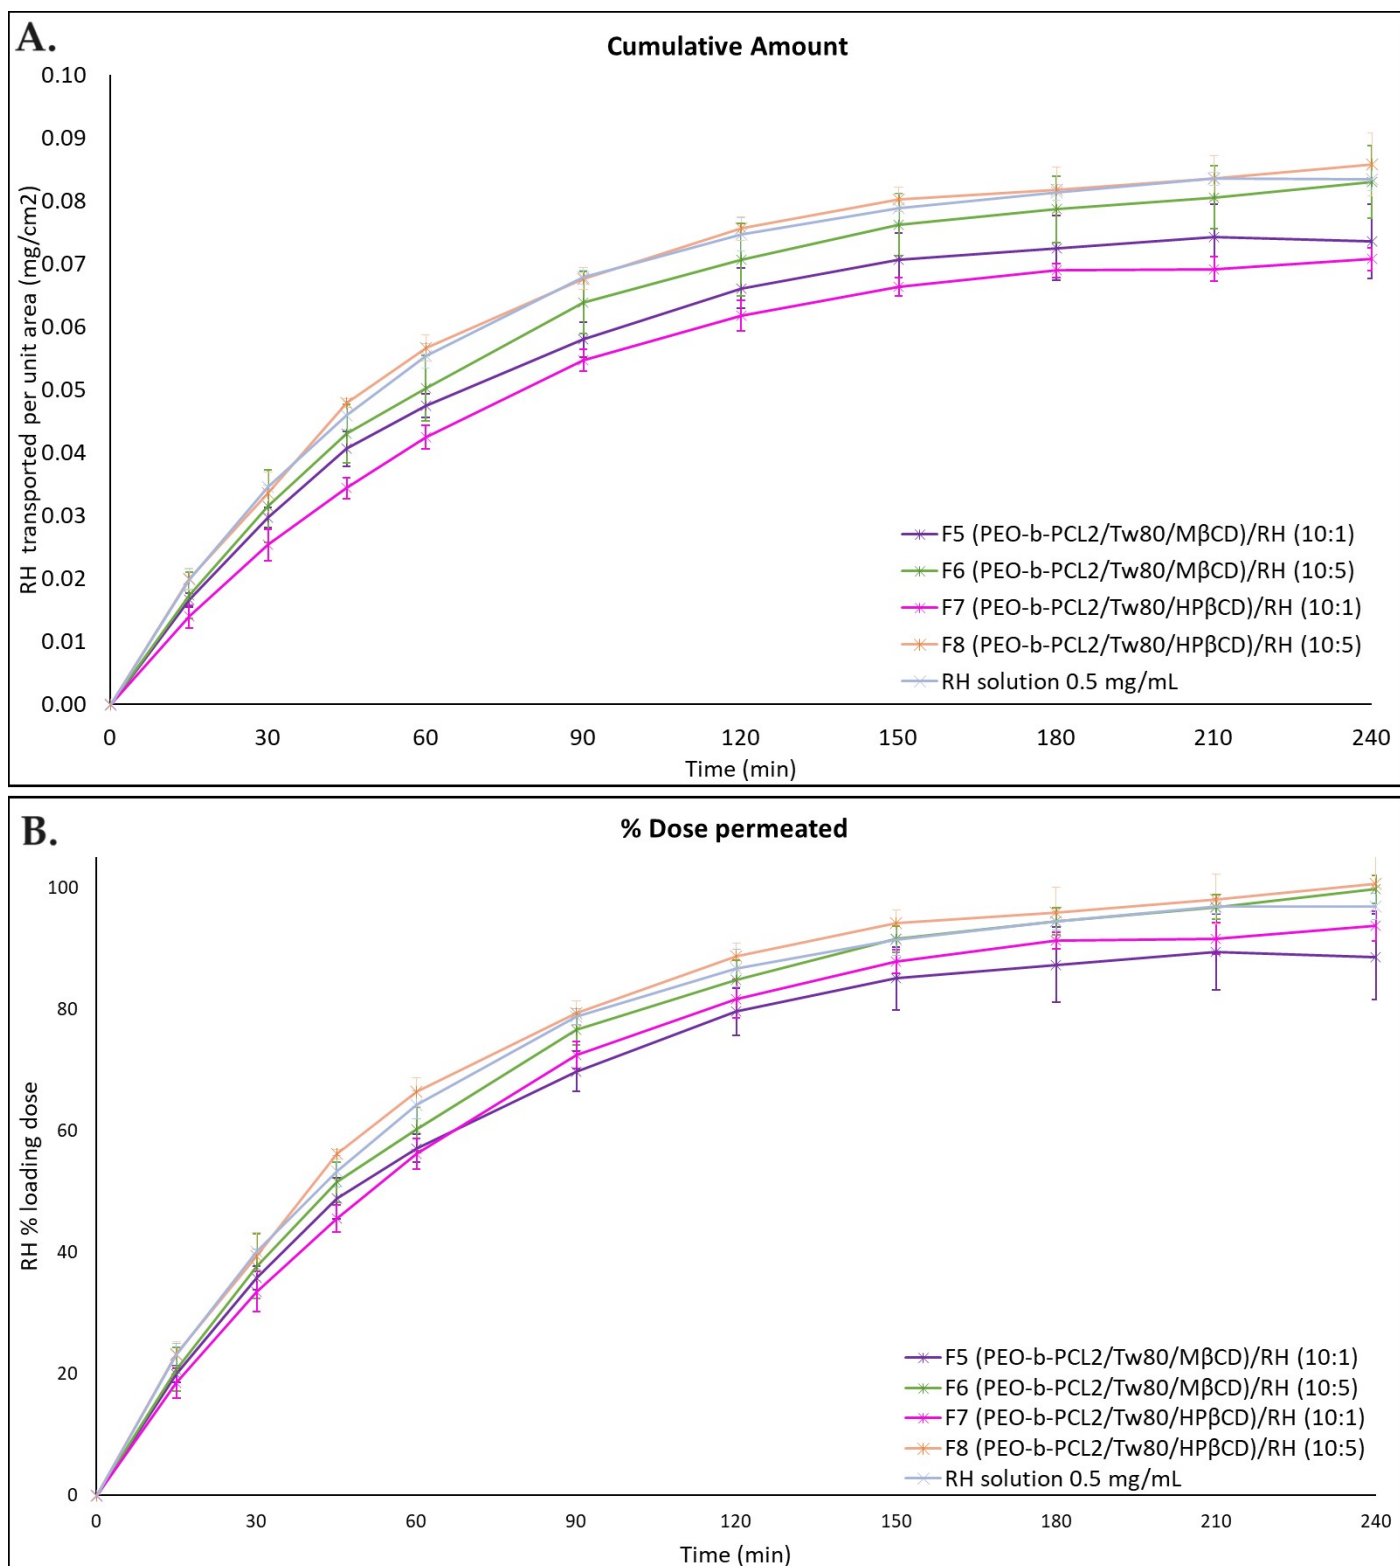 A.
Cumulative Amount
RH transported per unit area (mg/cm2)
0.10
0.09
0.08
0.07
0.06
0.05
0.04
0.03
0.02
0.01
0.00
F5 (PEO-b-PCL2/Tw80/MβCD)/RH (10:1)
F6 (PEO-b-PCL2/Tw80/MβCD)/RH (10:5)
F7 (PEO-b-PCL2/Tw80/HPβCD)/RH (10:1)
F8 (PEO-b-PCL2/Tw80/HPβCD)/RH (10:5)
RH solution 0.5 mg/mL
0 30 60 90 120 150 180 210 240
Time (min)
B.
% Dose permeated
RH % loading dose
100
80
60
40
20
0
F5 (PEO-b-PCL2/Tw80/MβCD)/RH (10:1)
F6 (PEO-b-PCL2/Tw80/MβCD)/RH (10:5)
F7 (PEO-b-PCL2/Tw80/HPβCD)/RH (10:1)
F8 (PEO-b-PCL2/Tw80/HPβCD)/RH (10:5)
RH solution 0.5 mg/mL
0 30 60 90 120 150 180 210 240
Time (min)